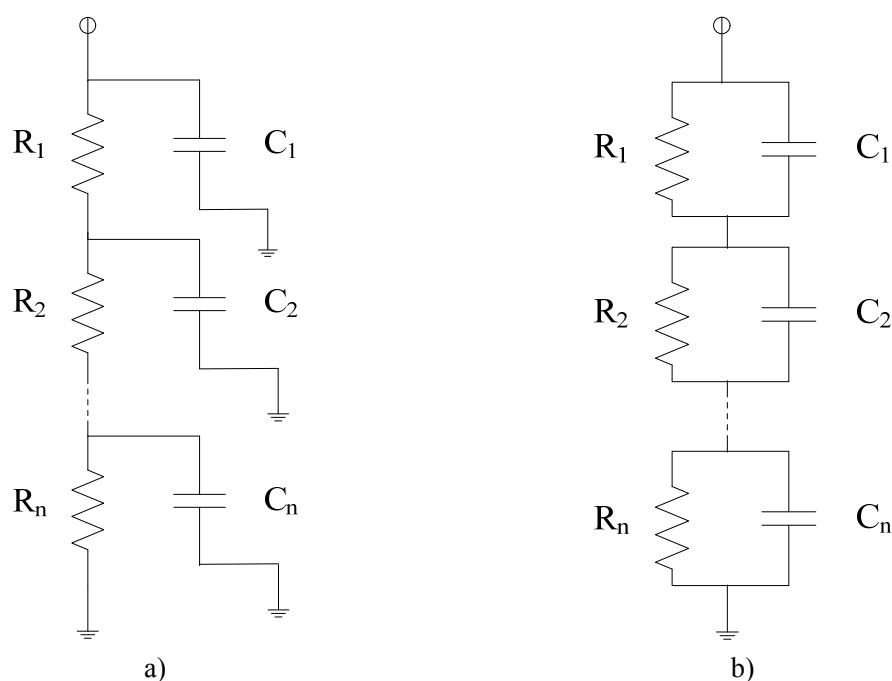 R₁ C₁
R₂ C₂
Rₙ Cₙ
a)
R₁ C₁
R₂ C₂
Rₙ Cₙ
b)